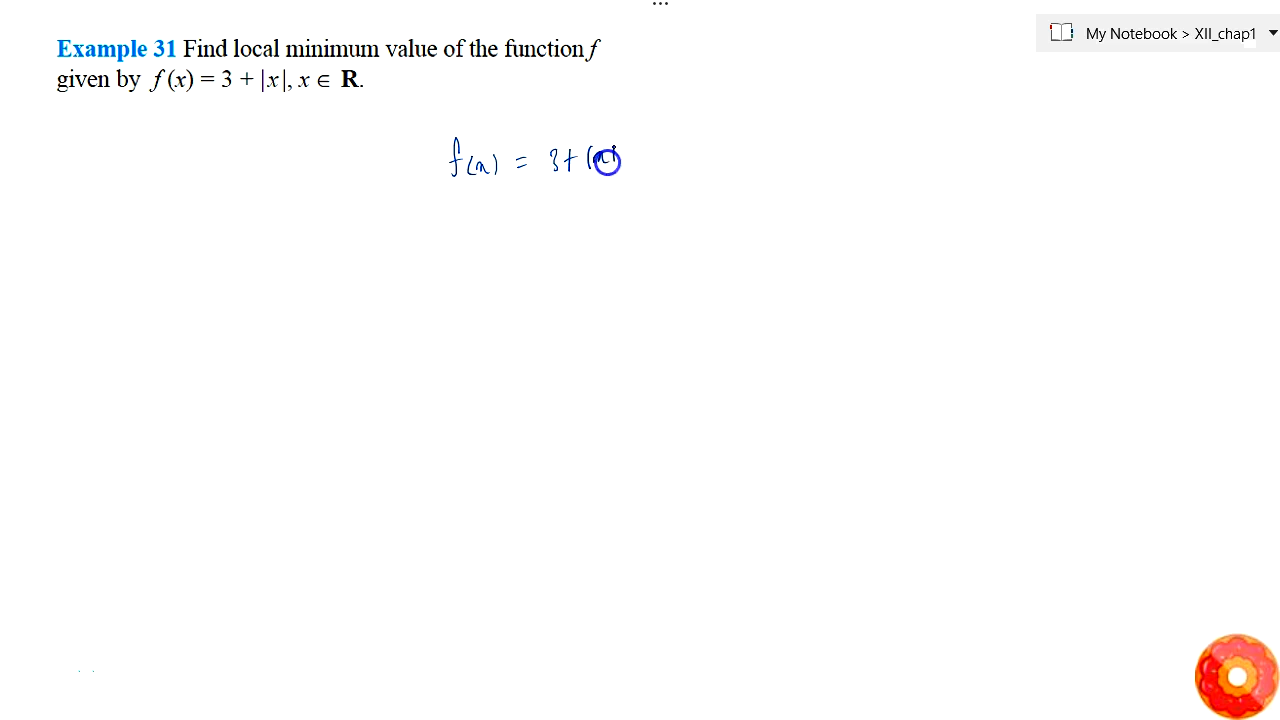 ...
My Notebook > XII_chap1
Example 31 Find local minimum value of the function f
given by f (x) = 3 + |x|, x ∈ R.
f(x) = 3+ |x|